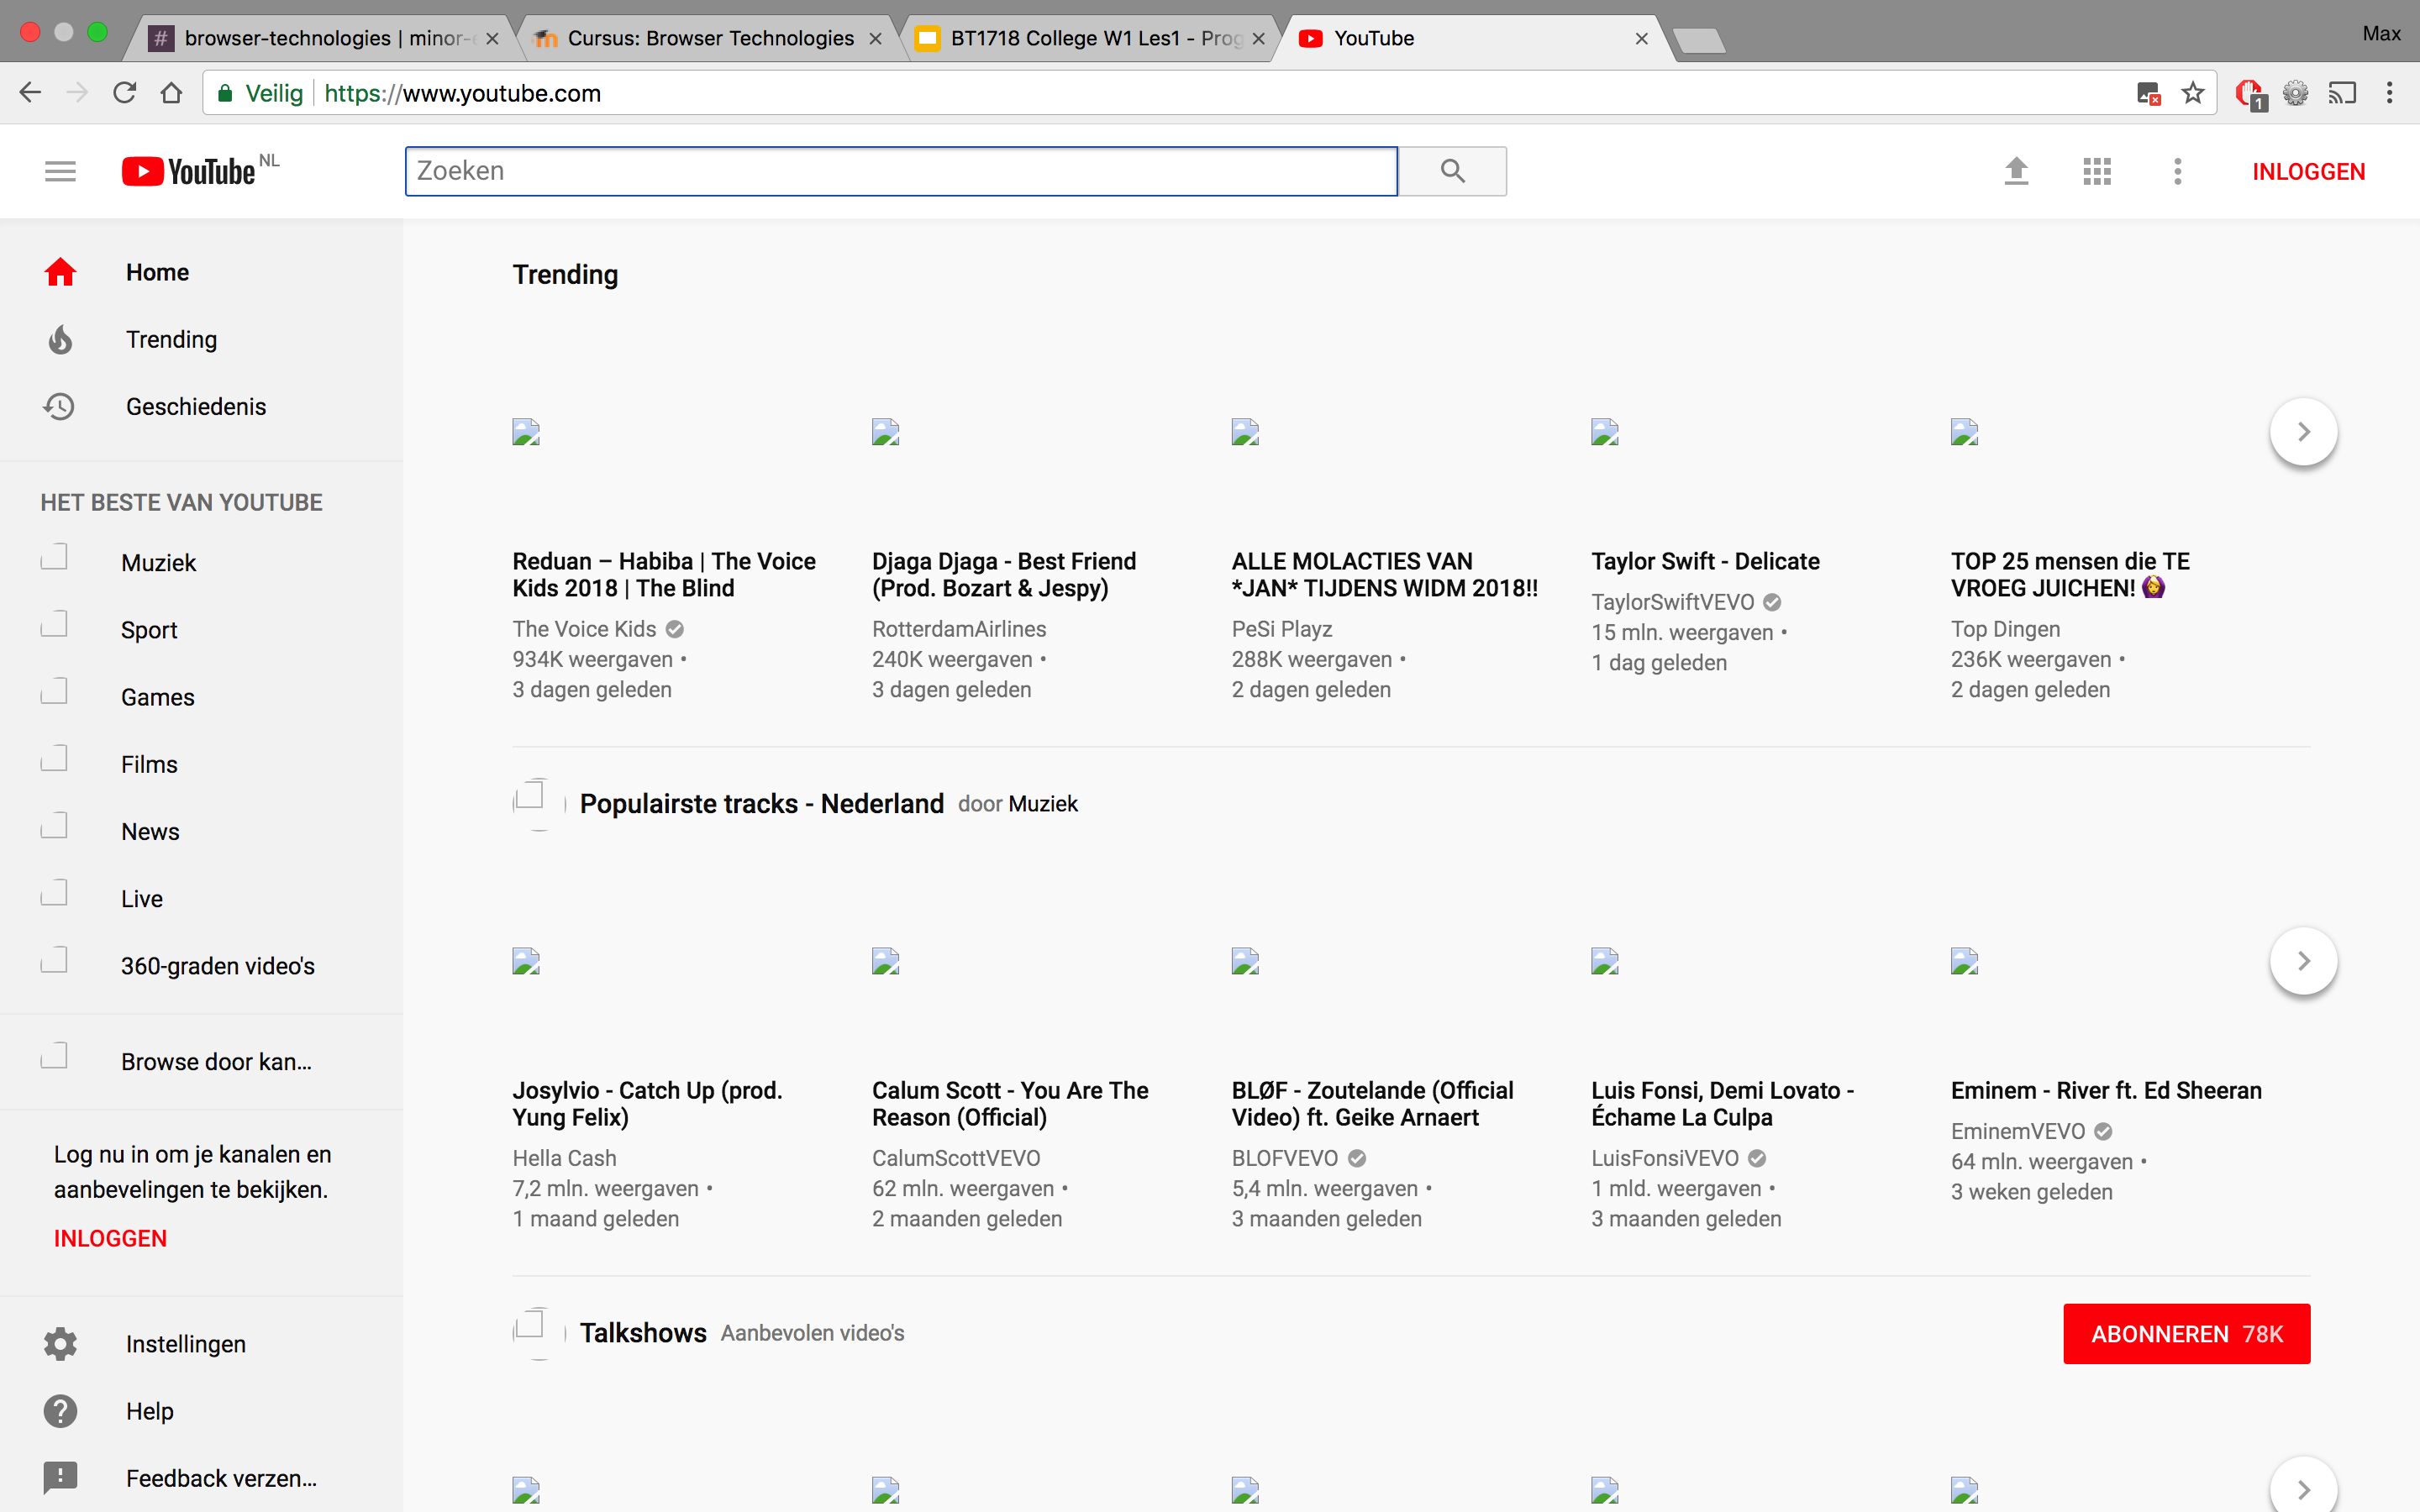 browser-technologies | minor-e
Cursus: Browser Technologies
BT1718 College W1 Les1 - Prog
YouTube
Max
Veilig
https://www.youtube.com
1
YouTube NL
Zoeken
INLOGGEN
Home
Trending
Geschiedenis
HET BESTE VAN YOUTUBE
Muziek
Sport
Games
Films
News
Live
360-graden video's
Browse door kan...
Log nu in om je kanalen en
aanbevelingen te bekijken.
INLOGGEN
Instellingen
Help
Feedback verzen...
Trending
Reduan – Habiba | The Voice
Kids 2018 | The Blind
The Voice Kids
934K weergaven •
3 dagen geleden
Djaga Djaga - Best Friend
(Prod. Bozart & Jespy)
RotterdamAirlines
240K weergaven •
3 dagen geleden
ALLE MOLACTIES VAN
*JAN* TIJDENS WIDM 2018!!
PeSi Playz
288K weergaven •
2 dagen geleden
Taylor Swift - Delicate
TaylorSwiftVEVO
15 mln. weergaven •
1 dag geleden
TOP 25 mensen die TE
VROEG JUICHEN! 🙆
Top Dingen
236K weergaven •
2 dagen geleden
Populairste tracks - Nederland door Muziek
Josylvio - Catch Up (prod.
Yung Felix)
Hella Cash
7,2 mln. weergaven •
1 maand geleden
Calum Scott - You Are The
Reason (Official)
CalumScottVEVO
62 mln. weergaven •
2 maanden geleden
BLØF - Zoutelande (Official
Video) ft. Geike Arnaert
BLOFVEVO
5,4 mln. weergaven •
3 maanden geleden
Luis Fonsi, Demi Lovato -
Échame La Culpa
LuisFonsiVEVO
1 mld. weergaven •
3 maanden geleden
Eminem - River ft. Ed Sheeran
EminemVEVO
64 mln. weergaven •
3 weken geleden
Talkshows Aanbevolen video's
ABONNEREN 78K